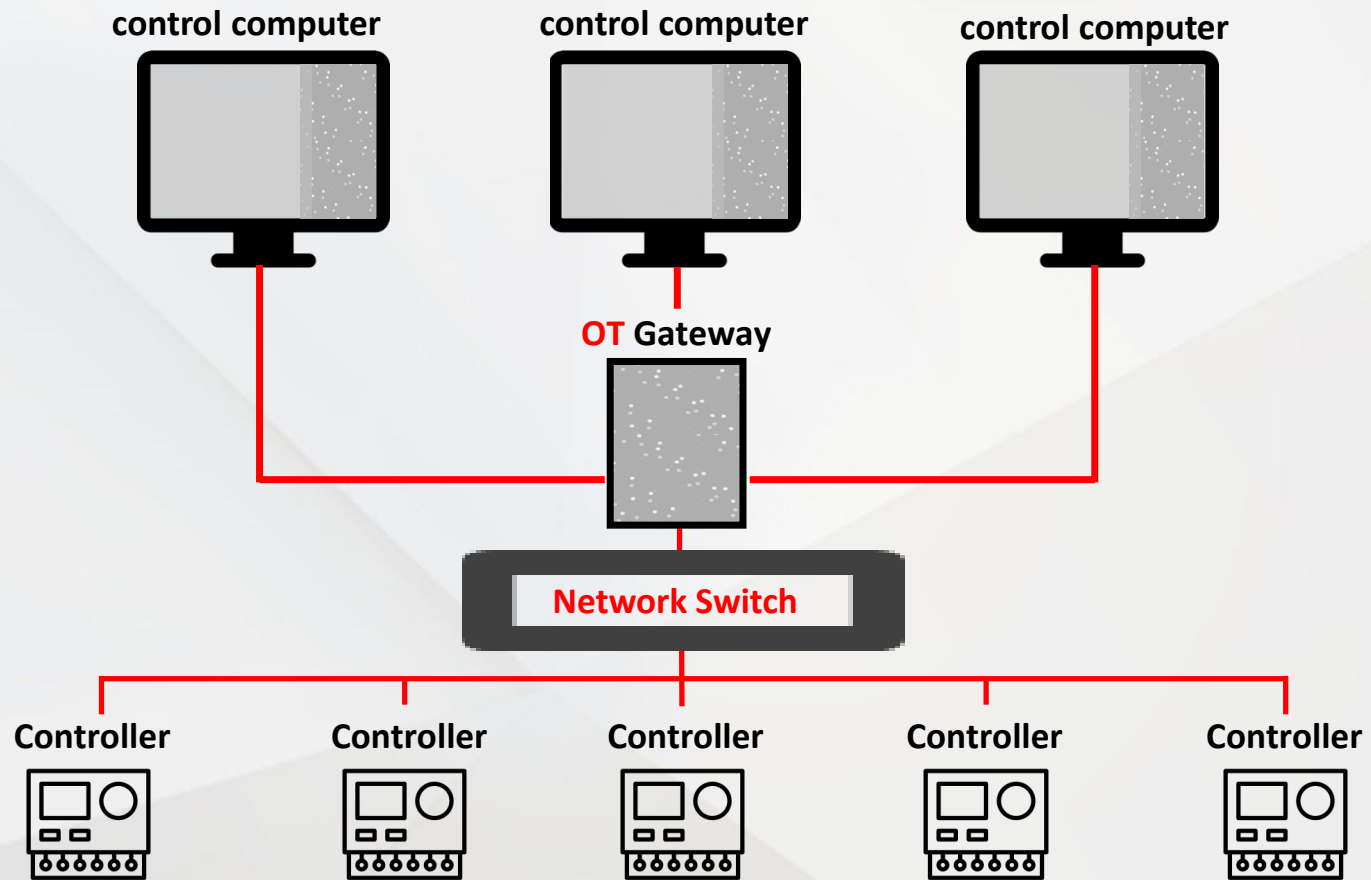 control computer
control computer
control computer
OT Gateway
Network Switch
Controller
Controller
Controller
Controller
Controller